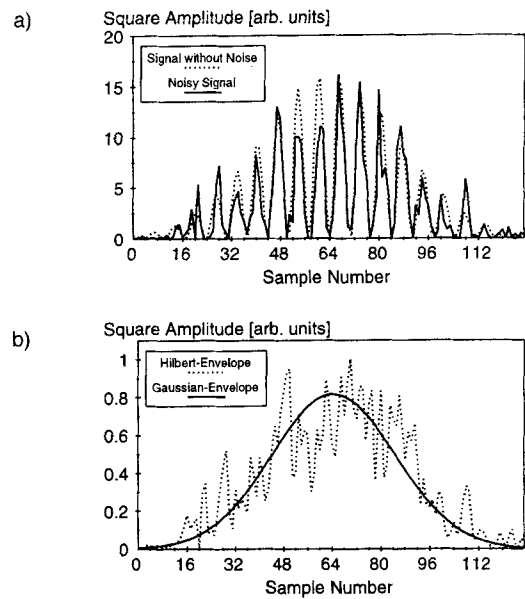 a)
Square Amplitude [arb. units]
20
15
10
5
0
Signal without Noise
Noisy Signal
0 16 32 48 64 80 96 112
Sample Number
b)
Square Amplitude [arb. units]
1
0.8
0.6
0.4
0.2
0
Hilbert-Envelope
Gaussian-Envelope
0 16 32 48 64 80 96 112
Sample Number